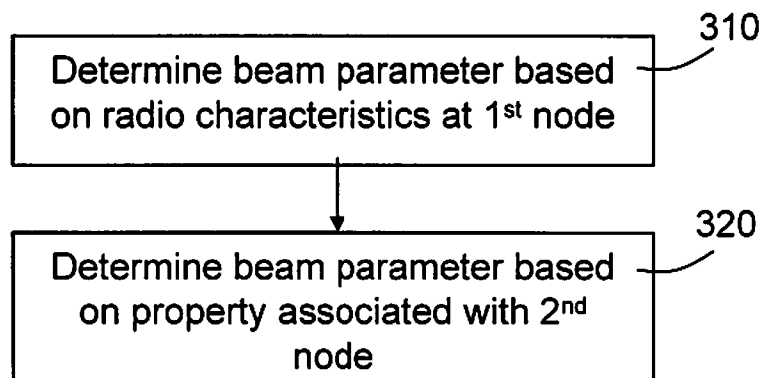 310
Determine beam parameter based
on radio characteristics at 1st node
320
Determine beam parameter based
on property associated with 2nd
node